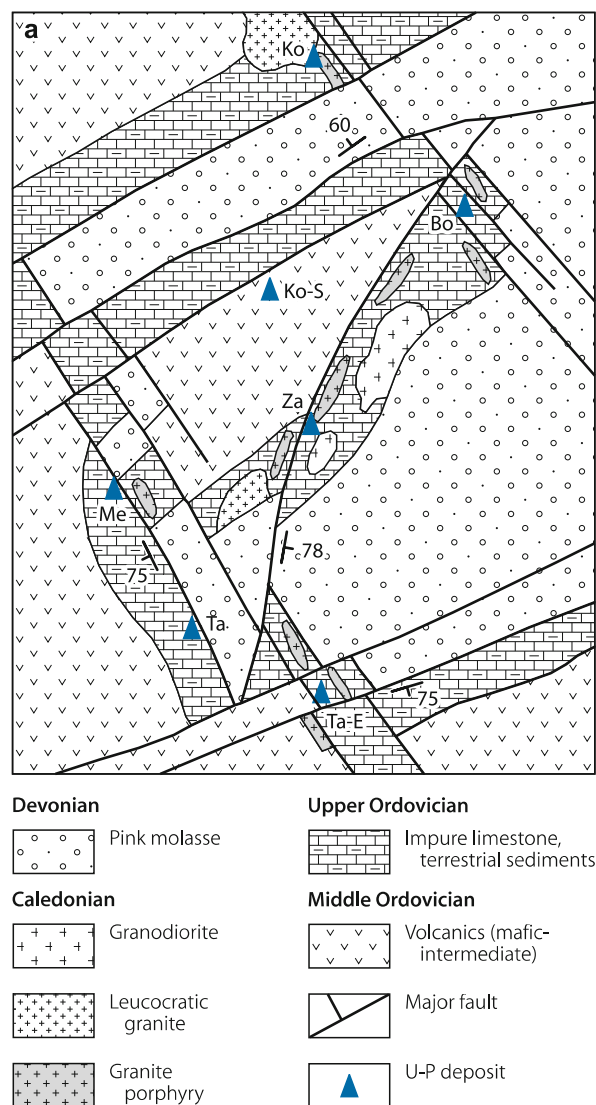 a
Ko
60
Bo
Ko-S
Za
Me
78
75
Ta
75
Ta-E
Devonian
Pink molasse
Caledonian
Granodiorite
Leucocratic
granite
Granite
porphyry
Upper Ordovician
Impure limestone,
terrestrial sediments
Middle Ordovician
Volcanics (mafic-
intermediate)
Major fault
U-P deposit